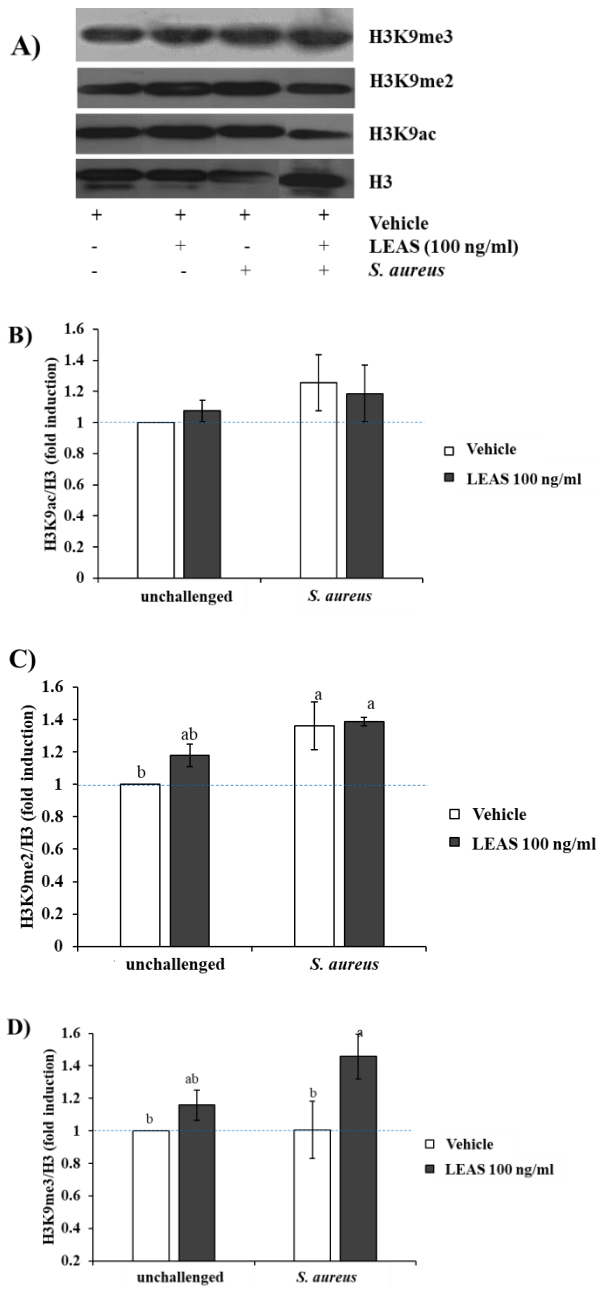 A)
H3K9me3
H3K9me2
H3K9ac
H3
+ + + + Vehicle
- + - + LEAS (100 ng/ml)
- - + + S. aureus
B)
H3K9ac/H3 (fold induction)
1.6
1.4
1.2
1
0.8
0.6
0.4
0.2
0
unchallenged S. aureus
Vehicle
LEAS 100 ng/ml
C)
H3K9me2/H3 (fold induction)
1.6
1.4
1.2
1
0.8
0.6
0.4
0.2
0
b ab a a
unchallenged S. aureus
Vehicle
LEAS 100 ng/ml
D)
H3K9me3/H3 (fold induction)
1.6
1.4
1.2
1
0.8
0.6
0.4
0.2
b ab b a
unchallenged S. aureus
Vehicle
LEAS 100 ng/ml